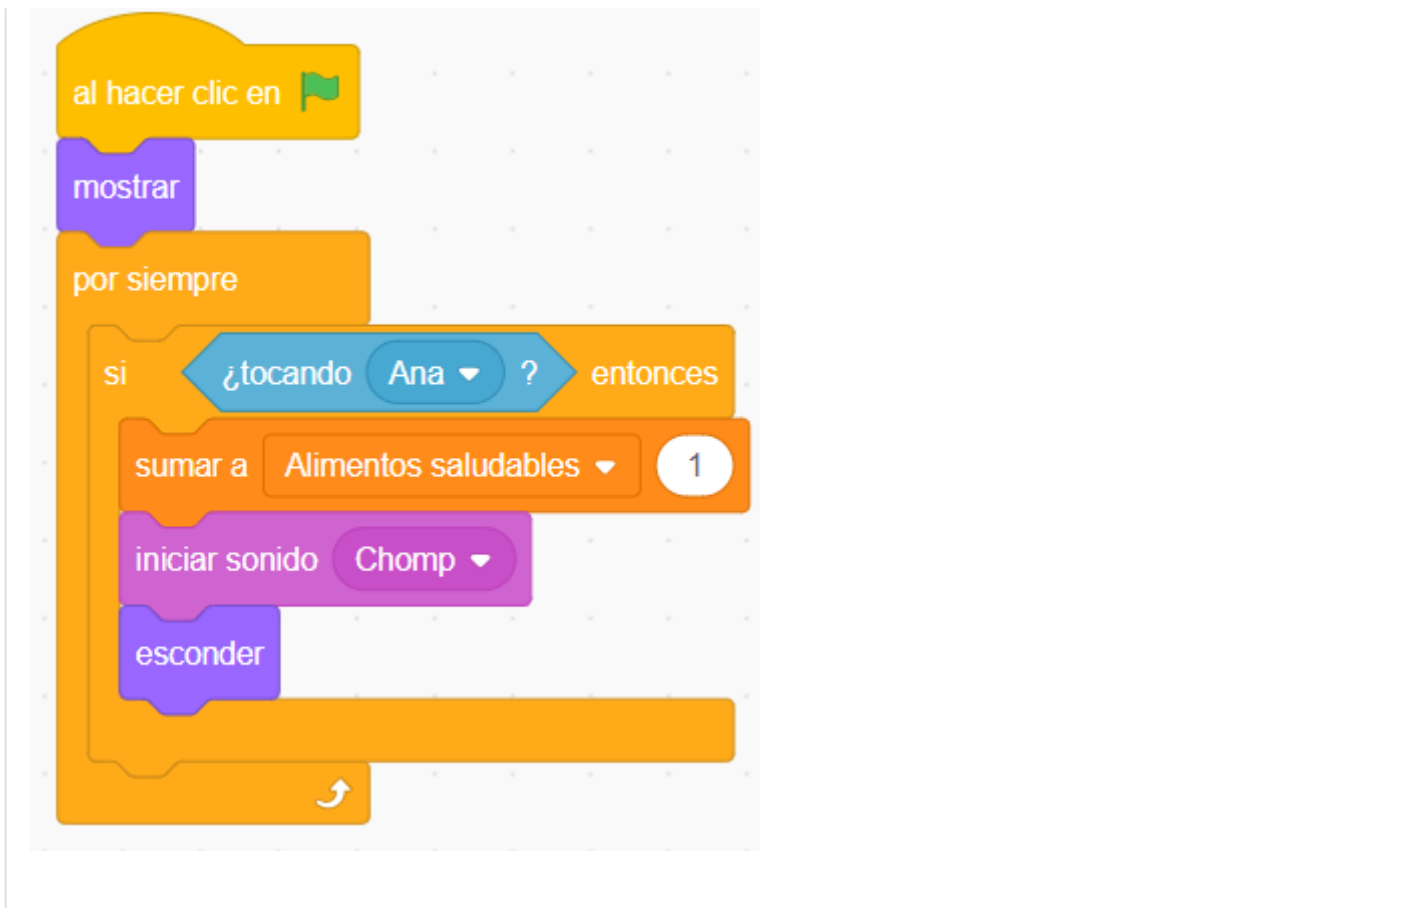 al hacer clic en
mostrar
por siempre
si ¿tocando Ana ? entonces
sumar a Alimentos saludables 1
iniciar sonido Chomp
esconder